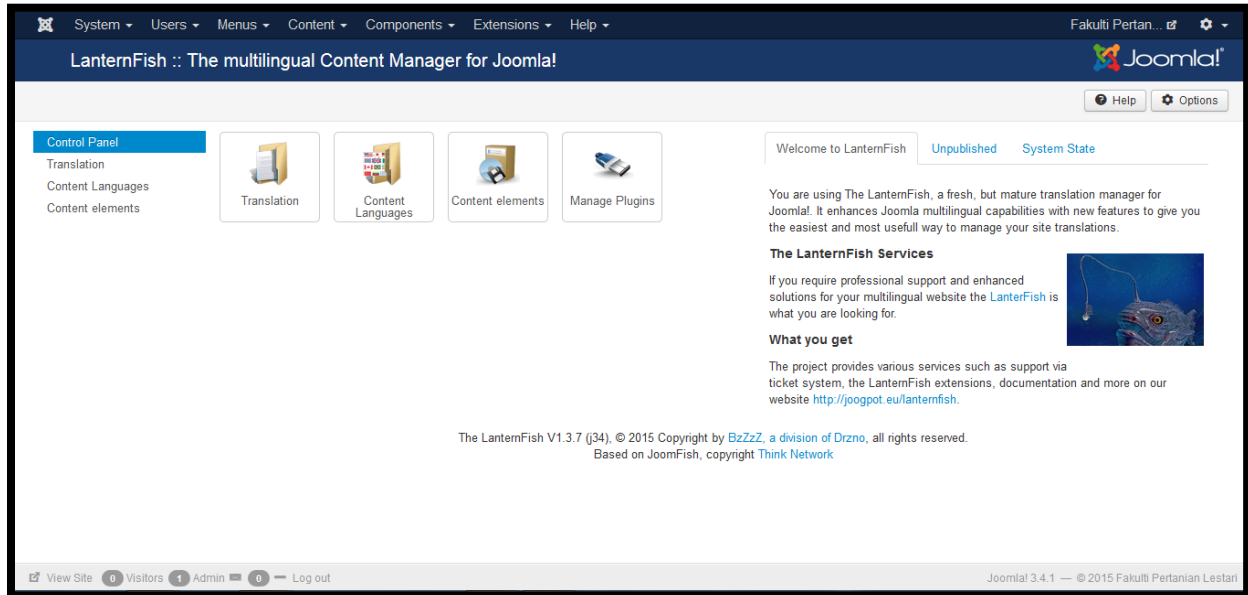 System Users Menus Content Components Extensions Help Fakulti Pertan...
LanternFish :: The multilingual Content Manager for Joomla! Joomla!®
Help Options
Control Panel
Translation
Content Languages
Content elements
Translation
Content
Languages
Content elements
Manage Plugins
Welcome to LanternFish Unpublished System State
You are using The LanternFish, a fresh, but mature translation manager for
Joomla!. It enhances Joomla multilingual capabilities with new features to give you
the easiest and most usefull way to manage your site translations.
The LanternFish Services
If you require professional support and enhanced
solutions for your multilingual website the LanterFish is
what you are looking for.
What you get
The project provides various services such as support via
ticket system, the LanternFish extensions, documentation and more on our
website http://joogpot.eu/lanternfish.
The LanternFish V1.3.7 (j34), © 2015 Copyright by BzZzZ, a division of Drzno, all rights reserved.
Based on JoomFish, copyright Think Network
View Site 0 Visitors 1 Admin 0 Log out Joomla! 3.4.1 — © 2015 Fakulti Pertanian Lestari